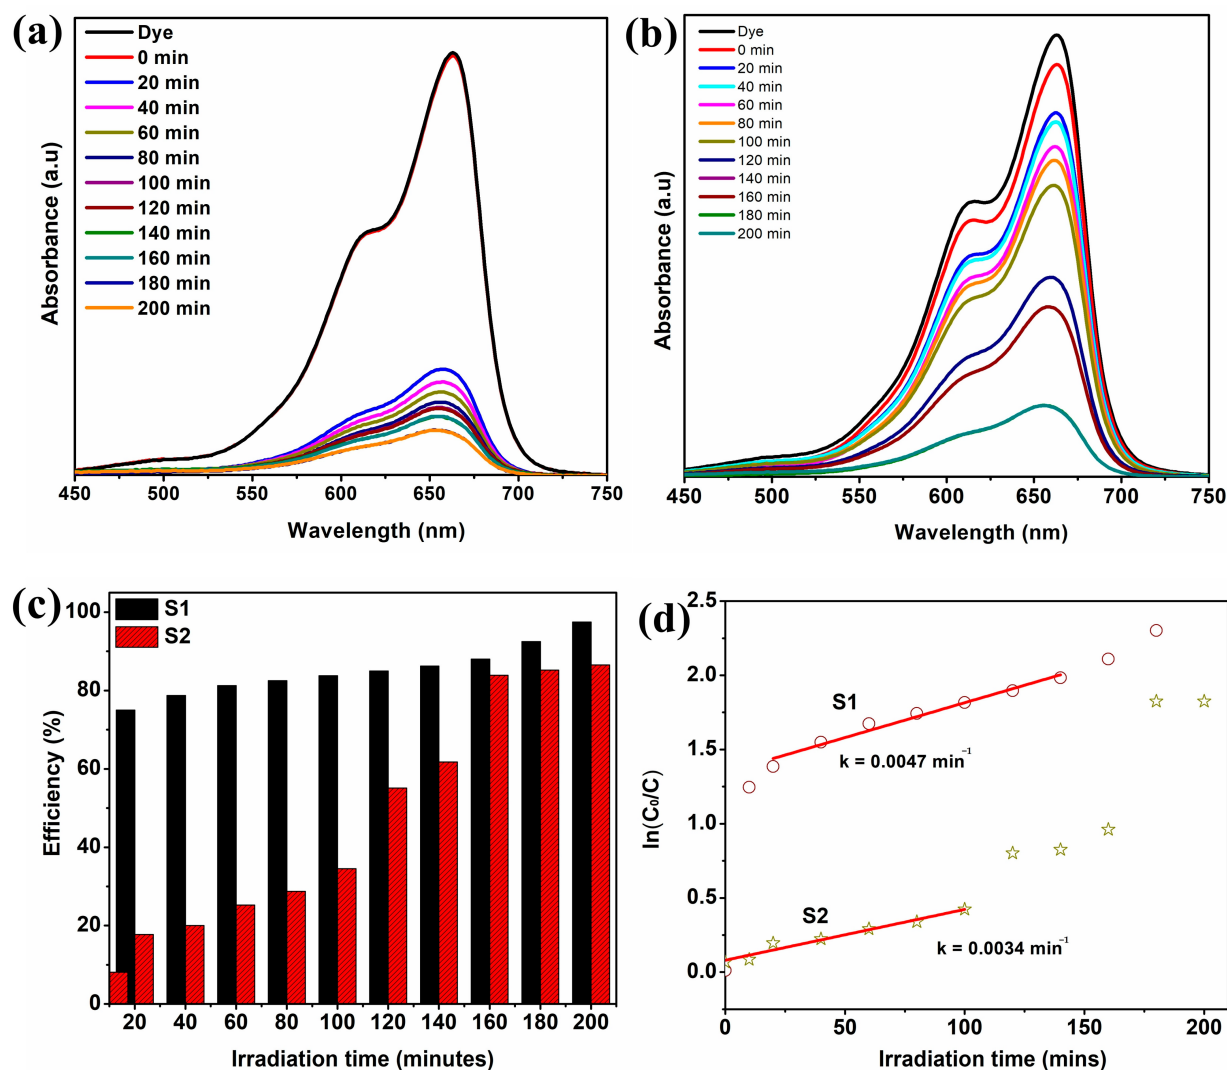 (a)
Dye
0 min
20 min
40 min
60 min
80 min
100 min
120 min
140 min
160 min
180 min
200 min
Absorbance (a.u)
450 500 550 600 650 700 750
Wavelength (nm)
(b)
Dye
0 min
20 min
40 min
60 min
80 min
100 min
120 min
140 min
160 min
180 min
200 min
Absorbance (a.u)
450 500 550 600 650 700 750
Wavelength (nm)
(c)
S1
S2
Efficiency (%)
100
80
60
40
20
0
20 40 60 80 100 120 140 160 180 200
Irradiation time (minutes)
(d)
ln(C₀/C)
2.5
2.0
1.5
1.0
0.5
0.0
S1
k = 0.0047 min⁻¹
S2
k = 0.0034 min⁻¹
0 50 100 150 200
Irradiation time (mins)